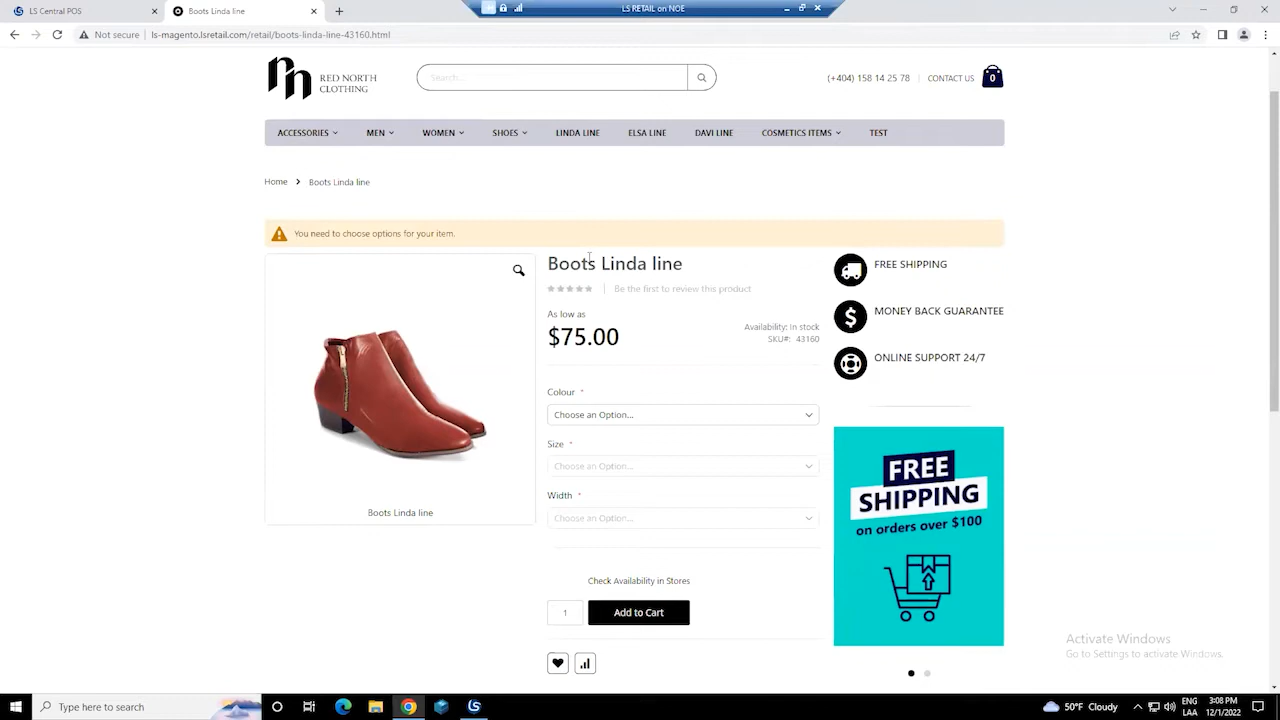 LS Central POS
Boots Linda line
LS RETAIL on NOE
Not secure
ls-magento.lsretail.com/retail/boots-linda-line-43160.html
RED NORTH
CLOTHING
Search...
(+404) 158 14 25 78
CONTACT US
0
ACCESSORIES
MEN
WOMEN
SHOES
LINDA LINE
ELSA LINE
DAVI LINE
COSMETICS ITEMS
TEST
Home
Boots Linda line
You need to choose options for your item.
Boots Linda line
Be the first to review this product
As low as
$75.00
Availability: In stock
SKU#: 43160
Colour *
Choose an Option...
Size *
Choose an Option...
Width *
Choose an Option...
Check Availability in Stores
1
Add to Cart
Boots Linda line
FREE SHIPPING
MONEY BACK GUARANTEE
ONLINE SUPPORT 24/7
FREE
SHIPPING
on orders over $100
Activate Windows
Go to Settings to activate Windows.
Type here to search
50°F Cloudy
ENG
LAA
3:08 PM
12/1/2022